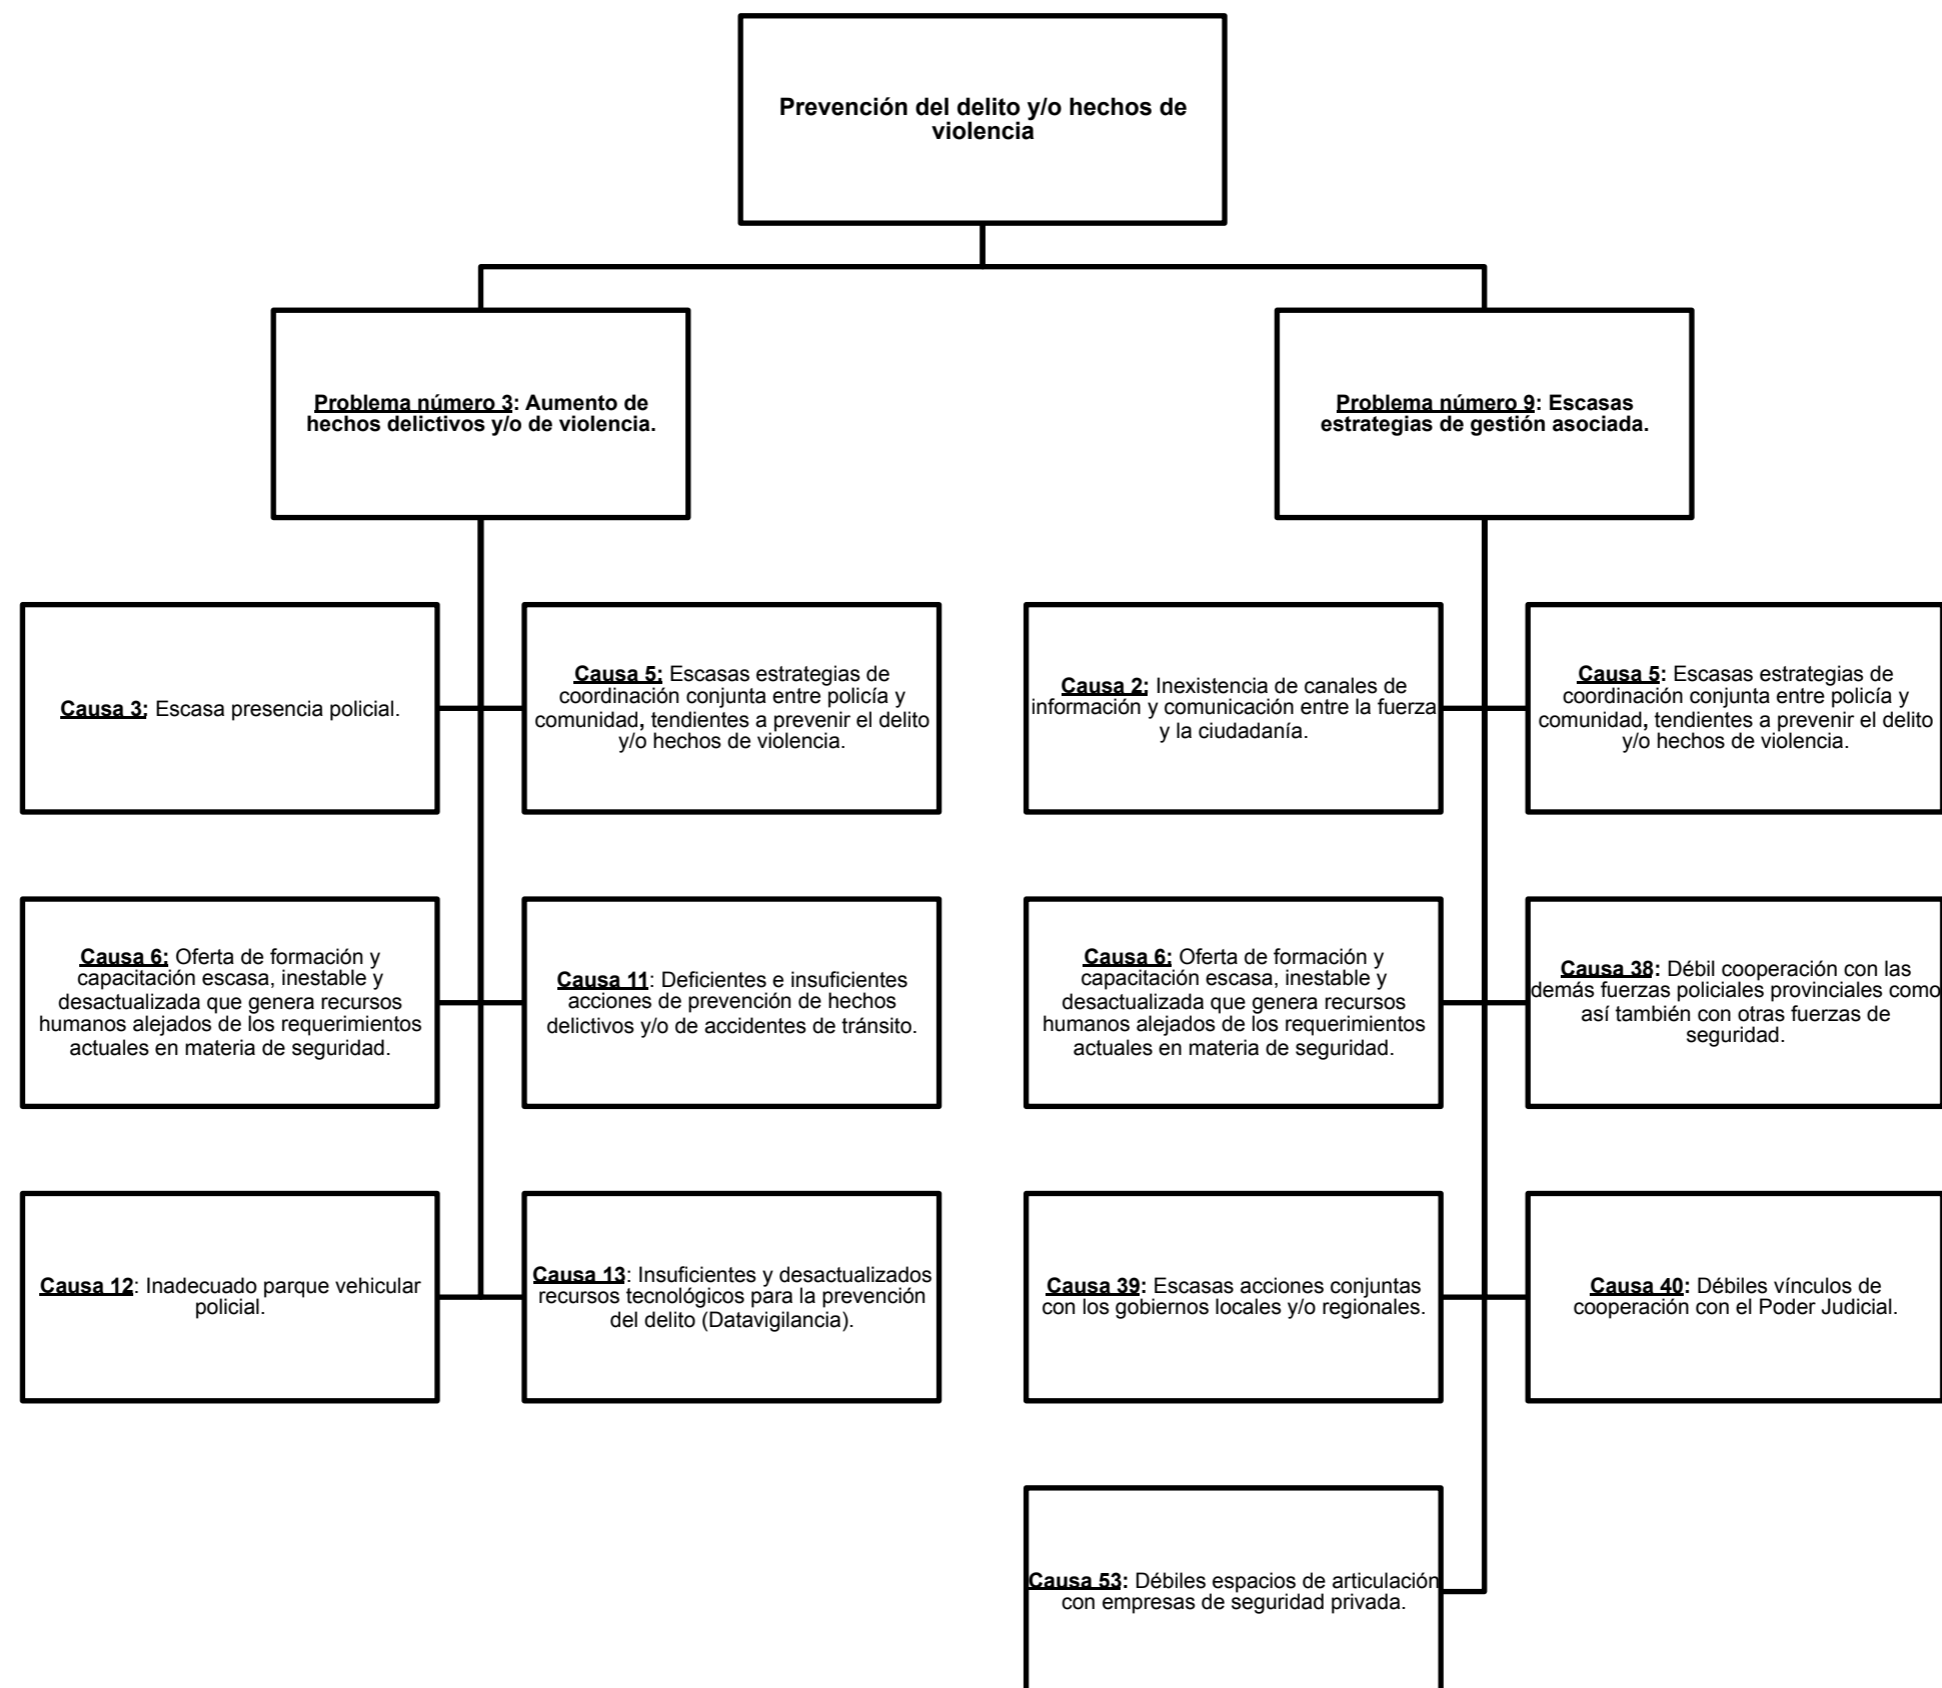 Prevención del delito y/o hechos de
violencia
Problema número 3: Aumento de
hechos delictivos y/o de violencia.
Problema número 9: Escasas
estrategias de gestión asociada.
Causa 3: Escasa presencia policial.
Causa 5: Escasas estrategias de
coordinación conjunta entre policía y
comunidad, tendientes a prevenir el delito
y/o hechos de violencia.
Causa 2: Inexistencia de canales de
información y comunicación entre la fuerza
y la ciudadanía.
Causa 5: Escasas estrategias de
coordinación conjunta entre policía y
comunidad, tendientes a prevenir el delito
y/o hechos de violencia.
Causa 6: Oferta de formación y
capacitación escasa, inestable y
desactualizada que genera recursos
humanos alejados de los requerimientos
actuales en materia de seguridad.
Causa 11: Deficientes e insuficientes
acciones de prevención de hechos
delictivos y/o de accidentes de tránsito.
Causa 6: Oferta de formación y
capacitación escasa, inestable y
desactualizada que genera recursos
humanos alejados de los requerimientos
actuales en materia de seguridad.
Causa 38: Débil cooperación con las
demás fuerzas policiales provinciales como
así también con otras fuerzas de
seguridad.
Causa 12: Inadecuado parque vehicular
policial.
Causa 13: Insuficientes y desactualizados
recursos tecnológicos para la prevención
del delito (Datavigilancia).
Causa 39: Escasas acciones conjuntas
con los gobiernos locales y/o regionales.
Causa 40: Débiles vínculos de
cooperación con el Poder Judicial.
Causa 53: Débiles espacios de articulación
con empresas de seguridad privada.